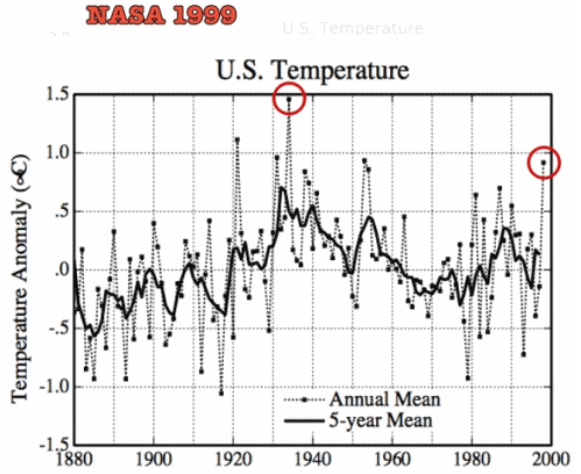 NASA 1999
U.S. Temperature
U.S. Temperature
1.5
1.0
.5
.0
-.5
-1.0
-1.5
Temperature Anomaly (∝C)
Annual Mean
5-year Mean
1880 1900 1920 1940 1960 1980 2000